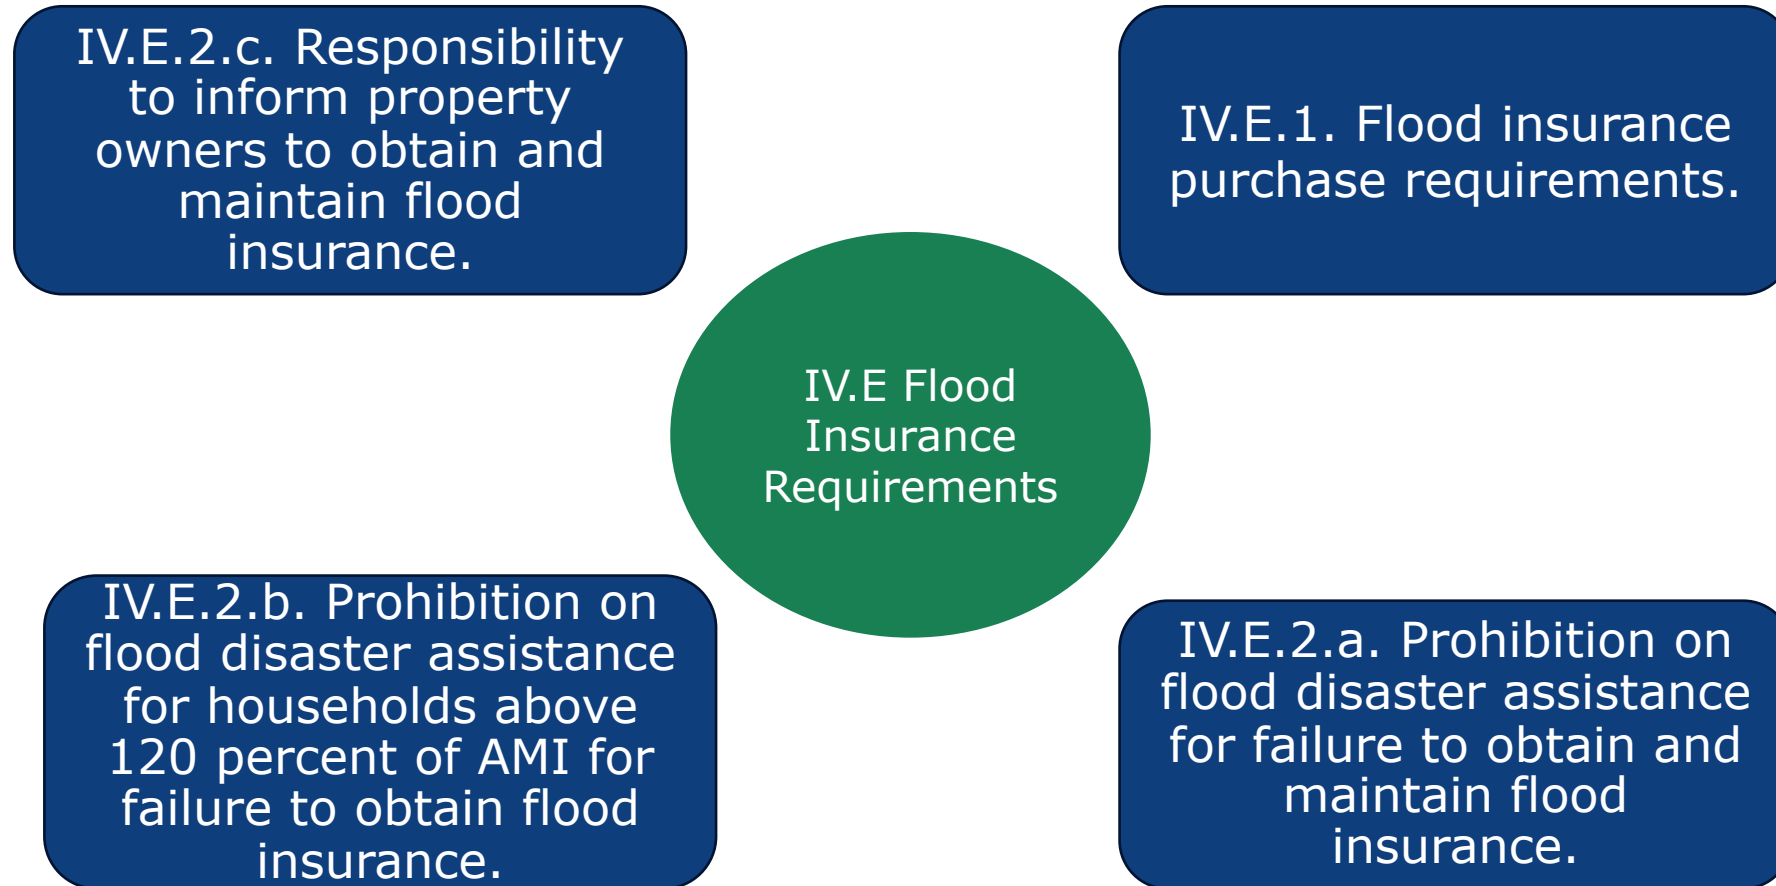 IV.E.2.c. Responsibility
to inform property
owners to obtain and
maintain flood
insurance.
IV.E.1. Flood insurance
purchase requirements.
IV.E Flood
Insurance
Requirements
IV.E.2.b. Prohibition on
flood disaster assistance
for households above
120 percent of AMI for
failure to obtain flood
insurance.
IV.E.2.a. Prohibition on
flood disaster assistance
for failure to obtain and
maintain flood
insurance.